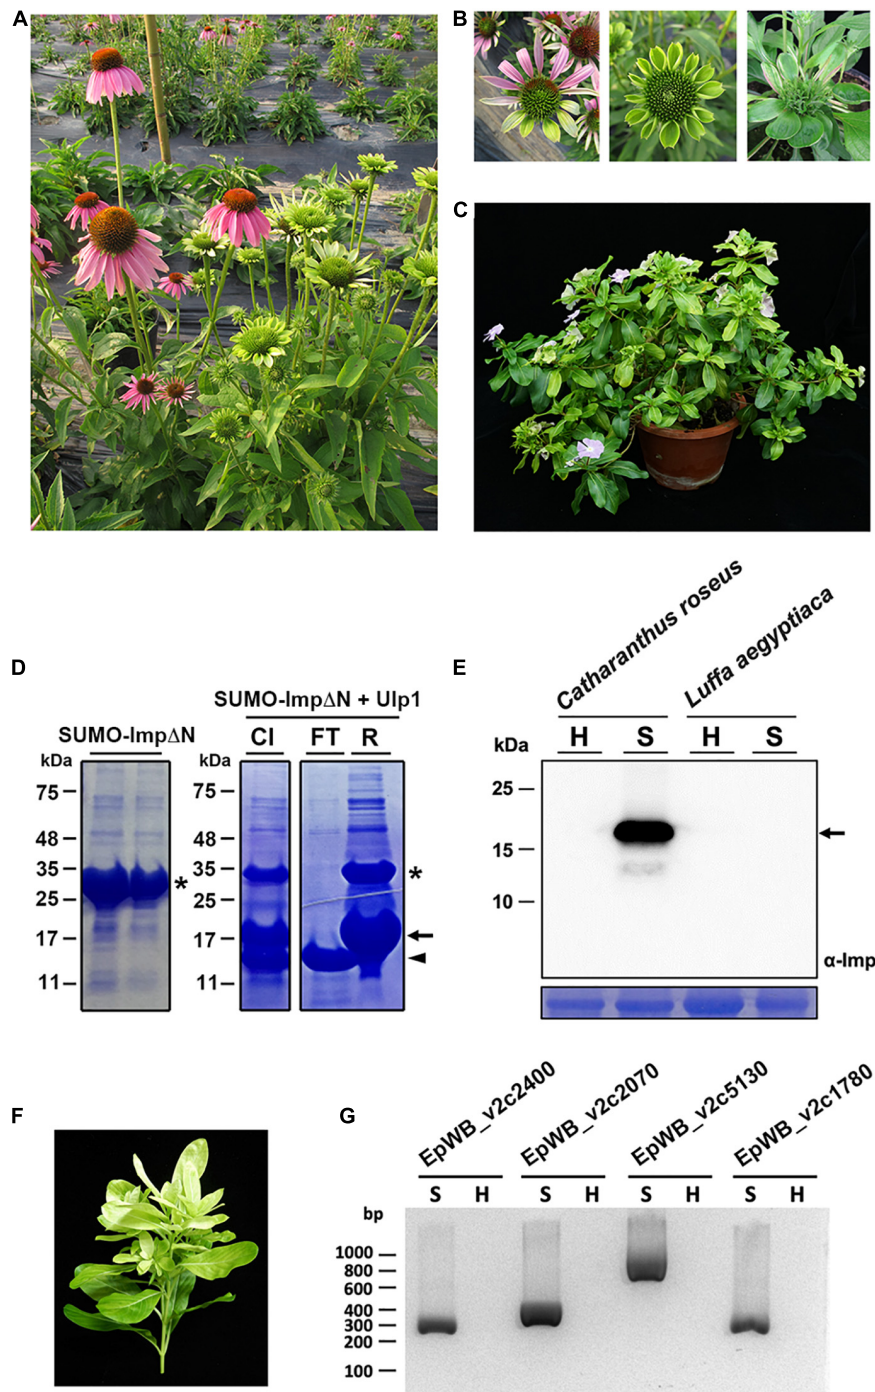 A
B
C
D
SUMO-ImpΔN
SUMO-ImpΔN + Ulp1
CI FT R
kDa
75
48
35
25
17
11
*
kDa
75
48
35
25
17
11
*
E
Catharanthus roseus
Luffa aegyptiaca
H S H S
kDa
25
15
10
α-Imp
F
G
EpWB_v2c2400
EpWB_v2c2070
EpWB_v2c5130
EpWB_v2c1780
S H S H S H S H
bp
1000
800
600
400
300
200
100